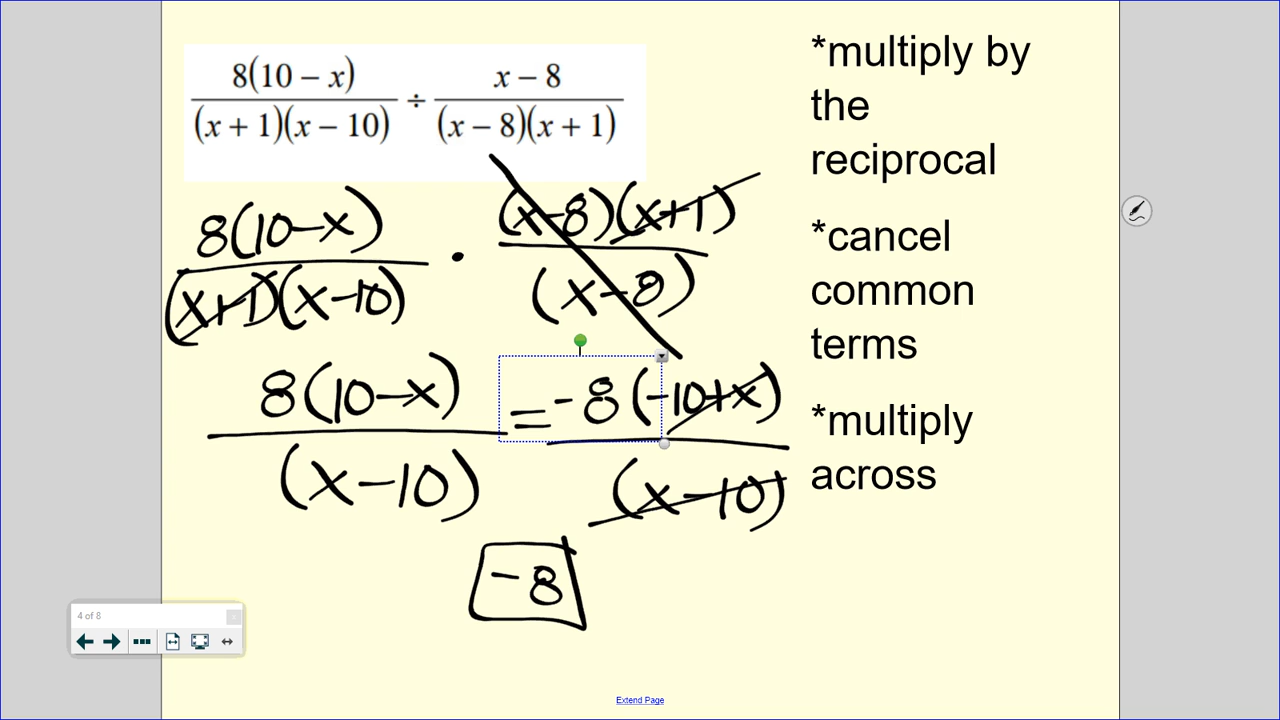 8(10 − x) / (x + 1)(x − 10) ÷ x − 8 / (x − 8)(x + 1)
8(10−x) / (x+1)(x−10) · (x−8)(x+1) / (x−8)
8(10−x) / (x−10) = −8(−10+x) / (x−10)
−8
*multiply by
the
reciprocal
*cancel
common
terms
*multiply
across
4 of 8
Extend Page